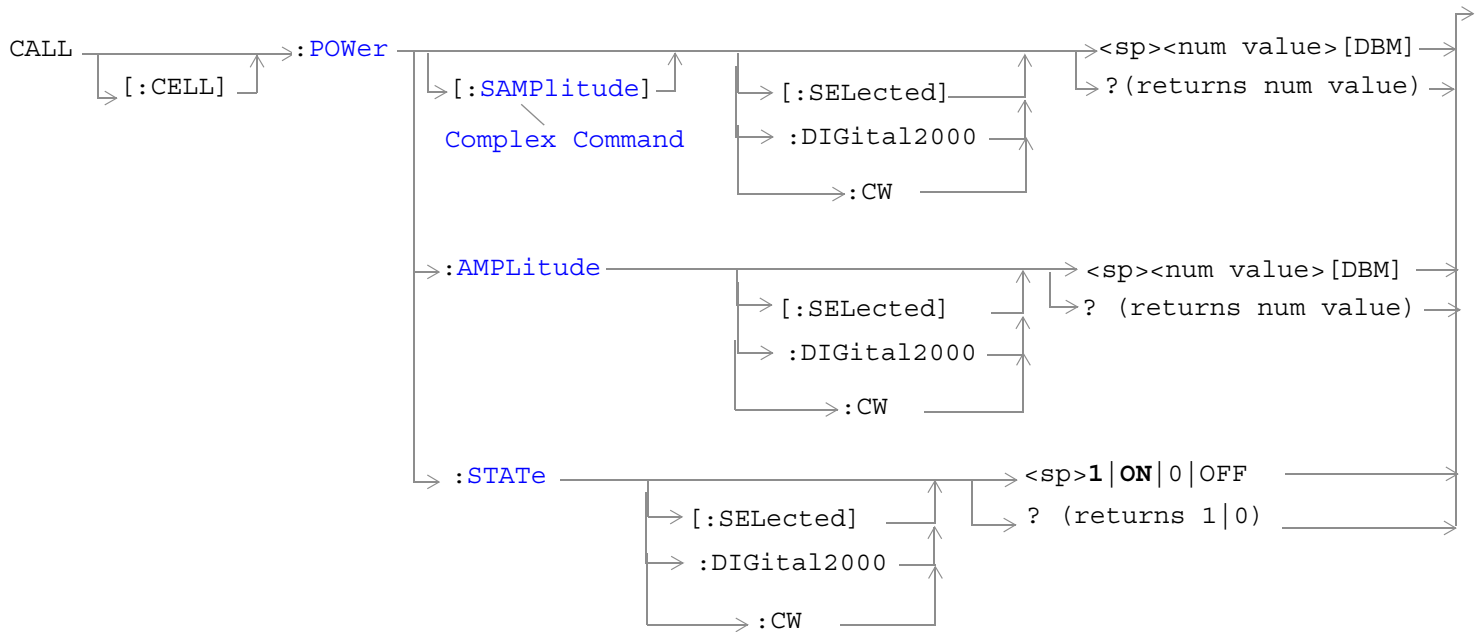 CALL :POWer <sp><num value>[DBM]
[:CELL] [:SAMPlitude] [:SELected] ?(returns num value)
Complex Command :DIGital2000
:CW
:AMPLitude <sp><num value>[DBM]
[:SELected] ? (returns num value)
:DIGital2000
:CW
:STATe <sp>1|ON|0|OFF
[:SELected] ? (returns 1|0)
:DIGital2000
:CW